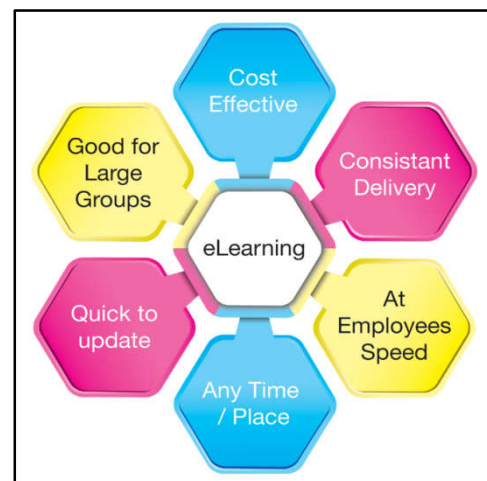 Cost
Effective
Good for
Large
Groups
Consistant
Delivery
eLearning
Quick to
update
At
Employees
Speed
Any Time
/ Place